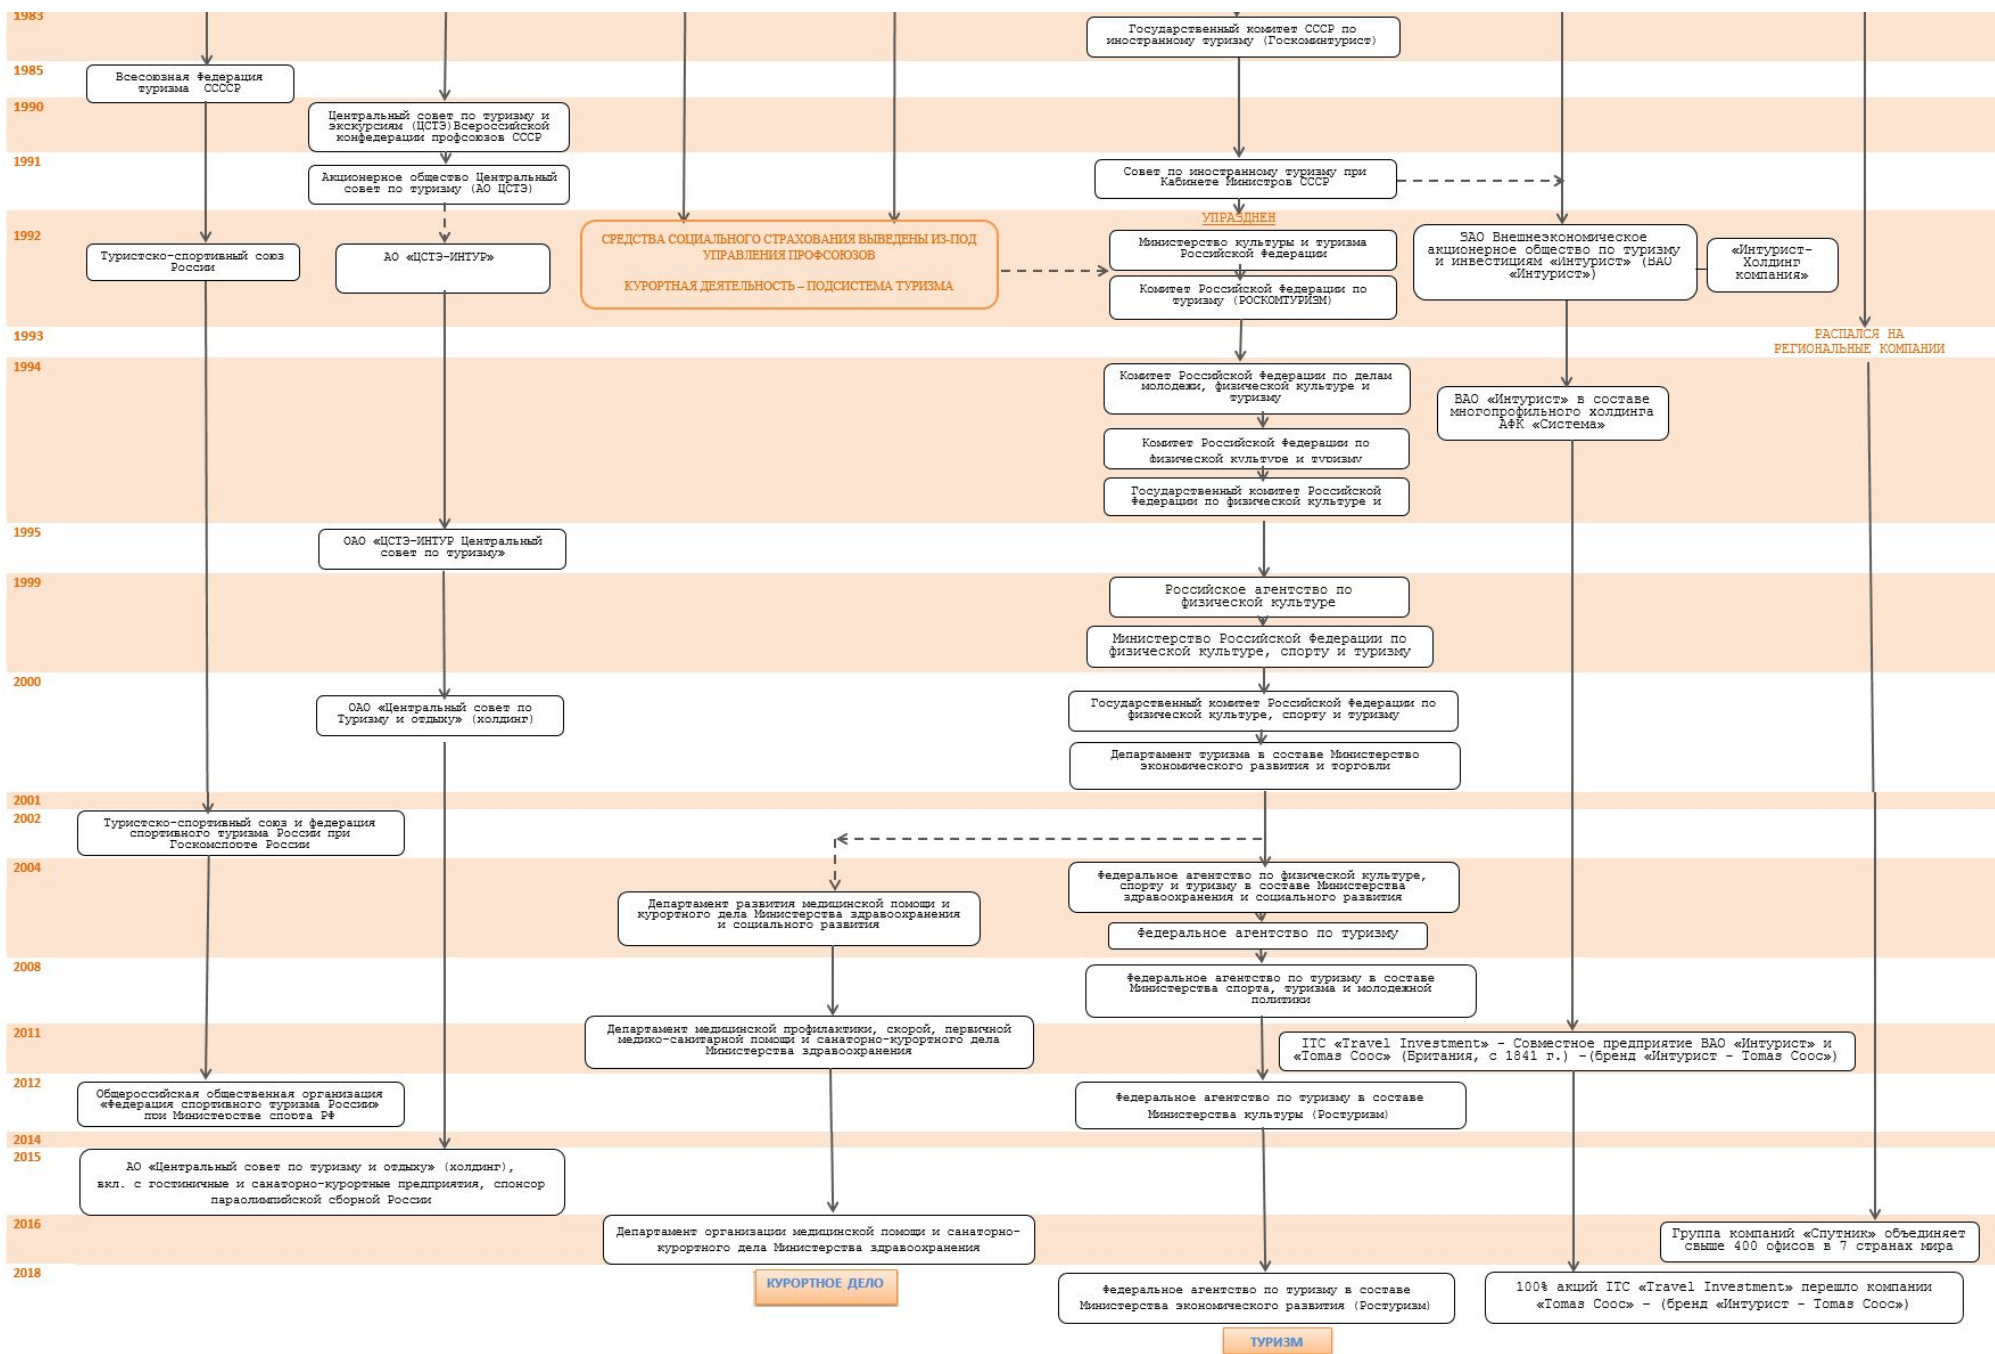 1983
Государственный комитет СССР по
иностранному туризму (Госкоминтурист)
1985
Всесоюзная Федерация
туризма СССР
1990
Центральный совет по туризму и
экскурсиям (ЦСТЭ)Всероссийской
конфедерации профсоюзов СССР
1991
Акционерное общество Центральный
совет по туризму (АО ЦСТЭ)
Совет по иностранному туризму при
Кабинете Министров СССР
УПРАЗДНЕН
1992
Туристско-спортивный союз
России
АО «ЦСТЭ-ИНТУР»
СРЕДСТВА СОЦИАЛЬНОГО СТРАХОВАНИЯ ВЫВЕДЕНЫ ИЗ-ПОД
УПРАВЛЕНИЯ ПРОФСОЮЗОВ
КУРОРТНАЯ ДЕЯТЕЛЬНОСТЬ – ПОДСИСТЕМА ТУРИЗМА
Министерство культуры и туризма
Российской Федерации
Комитет Российской Федерации по
туризму (РОСКОМТУРИЗМ)
ЗАО Внешнеэкономическое
акционерное общество по туризму
и инвестициям «Интурист» (ВАО
«Интурист»)
«Интурист-
Холдинг
компания»
1993
РАСПАЛСЯ НА
РЕГИОНАЛЬНЫЕ КОМПАНИИ
1994
Комитет Российской Федерации по делам
молодежи, физической культуре и
туризму
ВАО «Интурист» в составе
многопрофильного холдинга
АФК «Система»
Комитет Российской Федерации по
физической культуре и туризму
Государственный комитет Российской
Федерации по физической культуре и
1995
ОАО «ЦСТЭ-ИНТУР Центральный
совет по туризму»
1999
Российское агентство по
физической культуре
Министерство Российской Федерации по
физической культуре, спорту и туризму
2000
ОАО «Центральный совет по
Туризму и отдыху» (холдинг)
Государственный комитет Российской Федерации по
физической культуре, спорту и туризму
Департамент туризма в составе Министерство
экономического развития и торговли
2001
2002
Туристско-спортивный союз и федерация
спортивного туризма России при
Госкомспорте России
2004
Федеральное агентство по физической культуре,
спорту и туризму в составе Министерства
здравоохранения и социального развития
Департамент развития медицинской помощи и
курортного дела Министерства здравоохранения
и социального развития
Федеральное агентство по туризму
2008
Федеральное агентство по туризму в составе
Министерства спорта, туризма и молодежной
политики
2011
Департамент медицинской профилактики, скорой, первичной
медико-санитарной помощи и санаторно-курортного дела
Министерства здравоохранения
ITC «Travel Investment» – Совместное предприятие ВАО «Интурист» и
«Tomas Cooc» (Британия, с 1841 г.) –(бренд «Интурист – Tomas Cooc»)
2012
Общероссийская общественная организация
«Федерация спортивного туризма России»
при Министерстве спорта РФ
Федеральное агентство по туризму в составе
Министерства культуры (Ростуризм)
2014
2015
АО «Центральный совет по туризму и отдыху» (холдинг),
вкл. с гостиничные и санаторно-курортные предприятия, спонсор
параолимпийской сборной России
2016
Департамент организации медицинской помощи и санаторно-
курортного дела Министерства здравоохранения
Группа компаний «Спутник» объединяет
свыше 400 офисов в 7 странах мира
2018
КУРОРТНОЕ ДЕЛО
Федеральное агентство по туризму в составе
Министерства экономического развития (Ростуризм)
100% акций ITC «Travel Investment» перешло компании
«Tomas Cooc» – (бренд «Интурист – Tomas Cooc»)
ТУРИЗМ